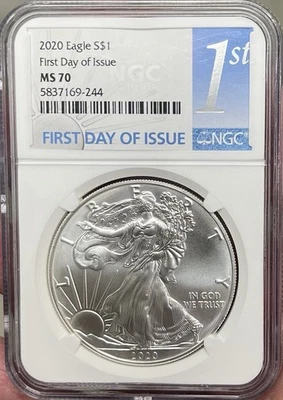 2020 Eagle S$1
First Day of Issue
MS 70
5837169-244
NGC
1st
FIRST DAY OF ISSUE
NGC
LIBERTY
IN GOD
WE TRUST
2020